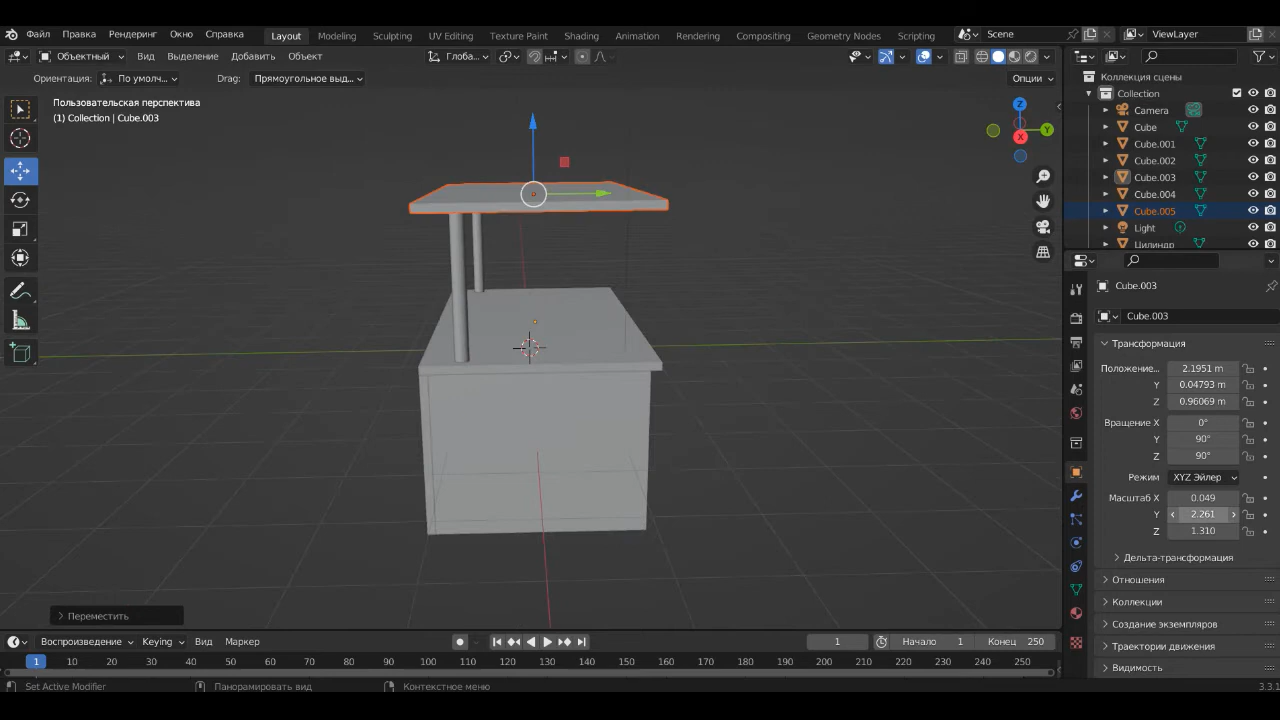 Файл Правка Рендеринг Окно Справка Layout Modeling Sculpting UV Editing Texture Paint Shading Animation Rendering Compositing Geometry Nodes Scripting Scene ViewLayer
Объектный Вид Выделение Добавить Объект Глоба...
Ориентация: По умолч... Drag: Прямоугольное выд... Опции
Пользовательская перспектива
(1) Collection | Cube.003
Z
Y
X
Коллекция сцены
Collection
Camera
Cube
Cube.001
Cube.002
Cube.003
Cube.004
Cube.005
Light
Цилиндр
Cube.003
Cube.003
Трансформация
Положение... 2.1951 m
Y 0.04793 m
Z 0.96069 m
Вращение X 0°
Y 90°
Z 90°
Режим XYZ Эйлер
Масштаб X 0.049
Y 2.261
Z 1.310
Дельта-трансформация
Отношения
Коллекции
Создание экземпляров
Траектории движения
Видимость
Переместить
Воспроизведение Keying Вид Маркер 1 Начало 1 Конец 250
1 10 20 30 40 50 60 70 80 90 100 110 120 130 140 150 160 170 180 190 200 210 220 230 240 250
Set Active Modifier Панорамировать вид Контекстное меню 3.3.1